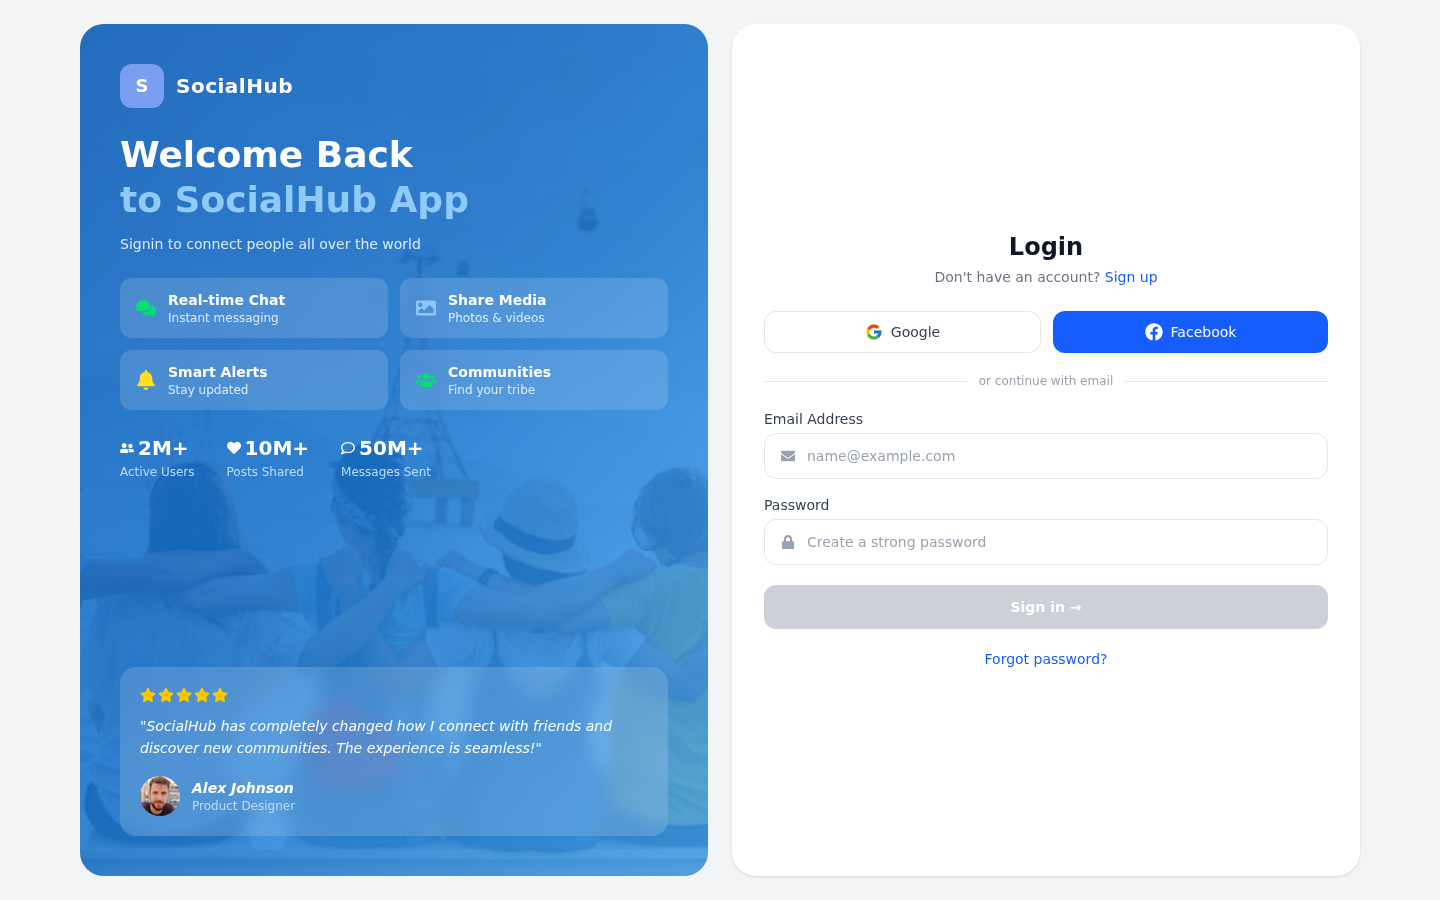 S
SocialHub
Welcome Back
to SocialHub App
Signin to connect people all over the world
Real-time Chat
Instant messaging
Share Media
Photos & videos
Smart Alerts
Stay updated
Communities
Find your tribe
2M+
Active Users
10M+
Posts Shared
50M+
Messages Sent
"SocialHub has completely changed how I connect with friends and
discover new communities. The experience is seamless!"
Alex Johnson
Product Designer
Login
Don't have an account? Sign up
Google
Facebook
or continue with email
Email Address
name@example.com
Password
Create a strong password
Sign in →
Forgot password?